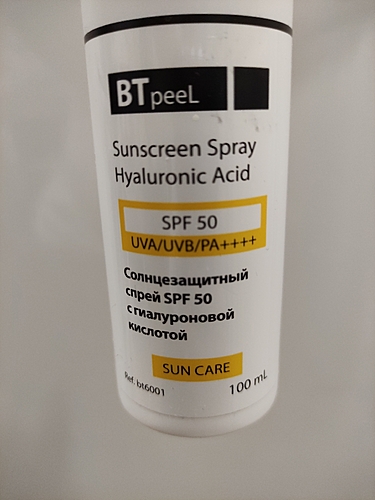 BTpeeL
Sunscreen Spray
Hyaluronic Acid
SPF 50
UVA/UVB/PA++++
Солнцезащитный
спрей SPF 50
с гиалуроновой
кислотой
SUN CARE
Ref: bt6001
100 mL